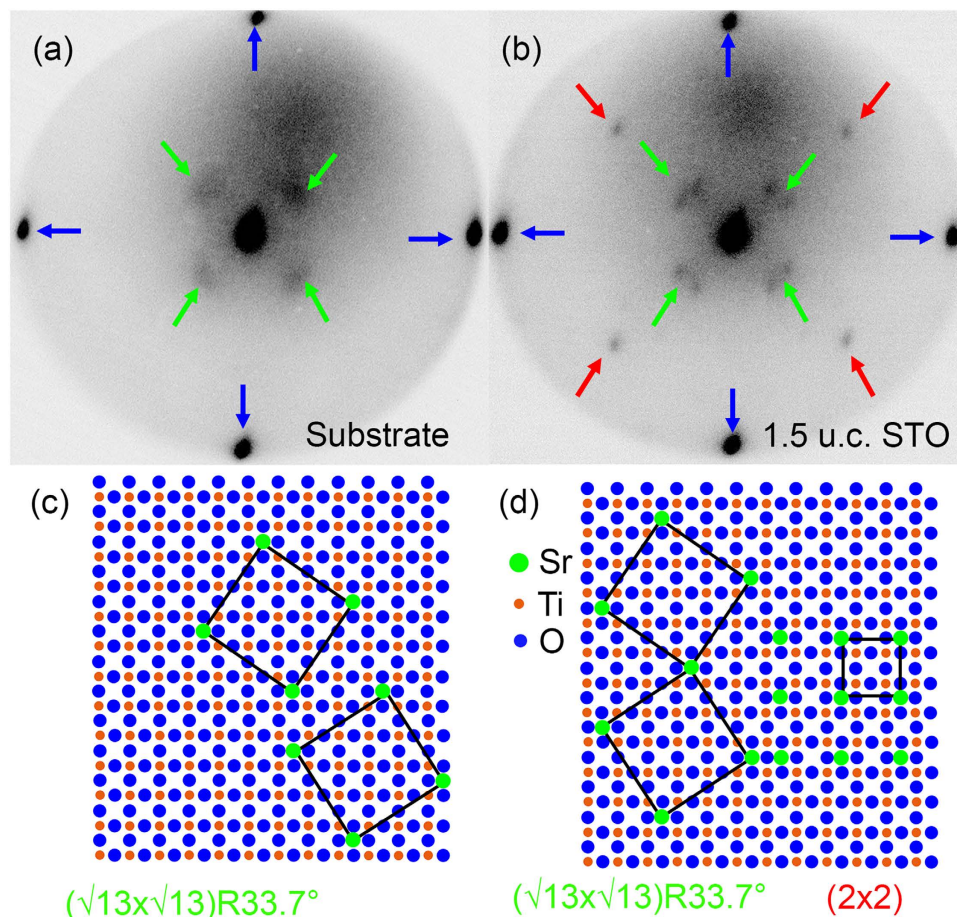 (a)
(b)
Substrate
1.5 u.c. STO
(c)
(d)
Sr
Ti
O
(√13x√13)R33.7°
(√13x√13)R33.7°
(2x2)